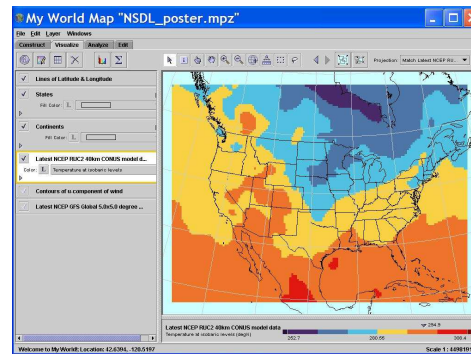 My World Map "NSDL_poster.mpz"
File Edit Layer Windows
Construct Visualize Analyze Edit
Projection: Match Latest NCEP RU...
Lines of Latitude & Longitude
States
Fill Color: L
Continents
Fill Color: L
Latest NCEP RUC2 40km CONUS model d...
Color: L Temperature at isobaric levels
Contours of u component of wind
Latest NCEP GFS Global 5.0x5.0 degree ...
Latest NCEP RUC2 40km CONUS model data
Temperature at isobaric levels (degK)
294.9
252.7 280.55 308.4
Welcome to My World!: Location: 42.6394, -120.5197
Scale 1 : 4498191